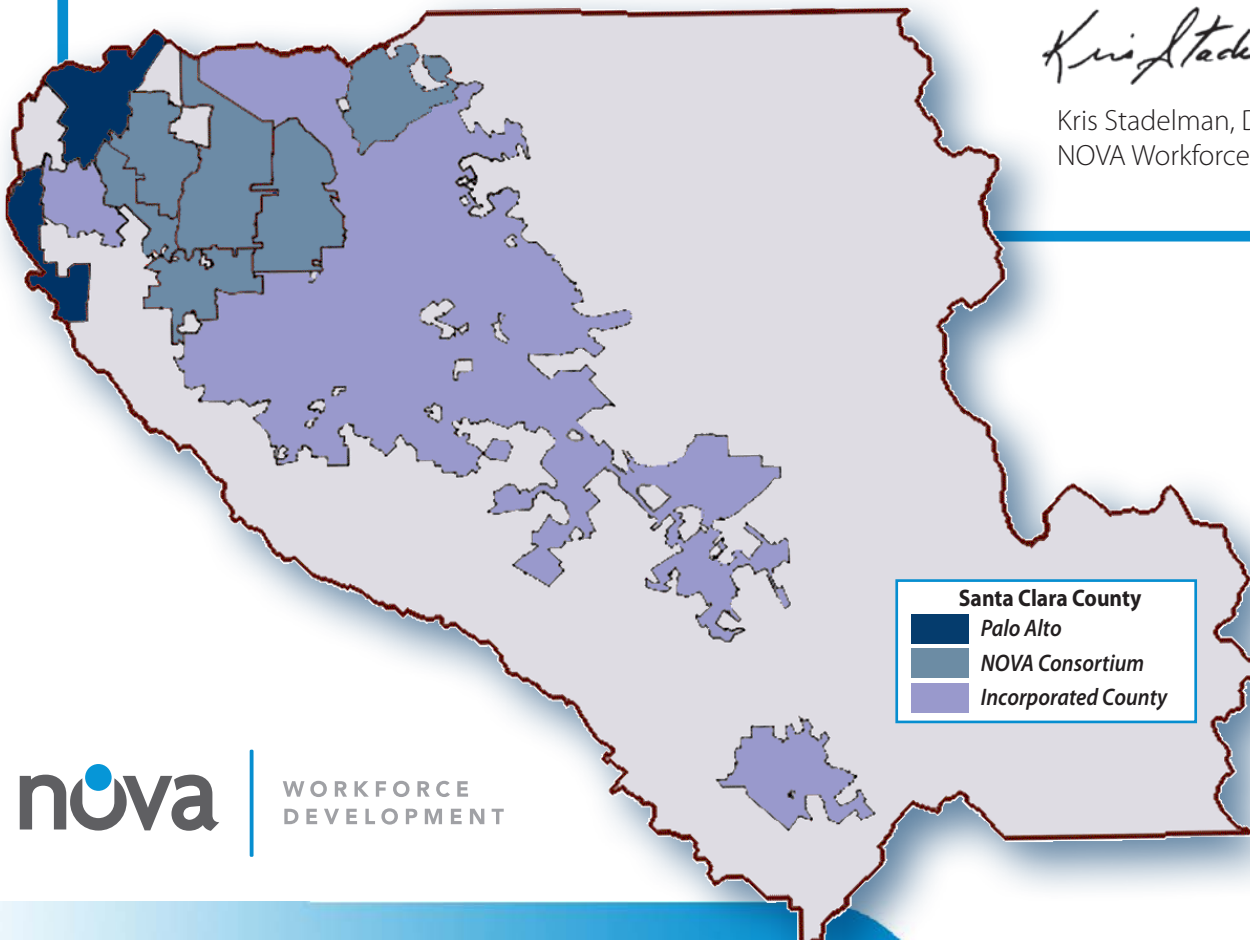 Kris Stadelman, D
NOVA Workforce
Santa Clara County
Palo Alto
NOVA Consortium
Incorporated County
nova
WORKFORCE
DEVELOPMENT